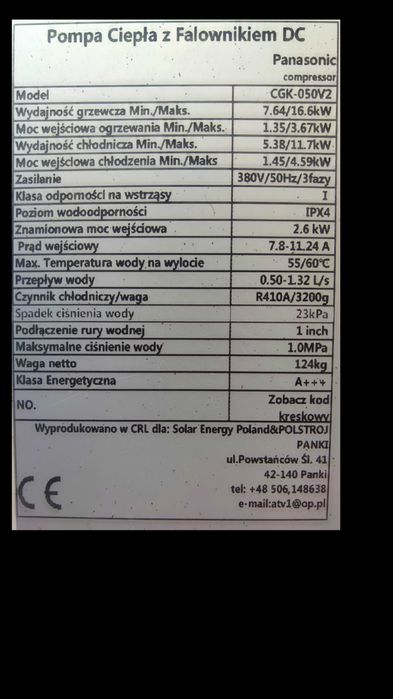 Pompa Ciepła z Falownikiem DC
Panasonic
compressor
Model CGK-050V2
Wydajność grzewcza Min./Maks. 7.64/16.6kW
Moc wejściowa ogrzewania Min./Maks. 1.35/3.67kW
Wydajność chłodnicza Min./Maks. 5.38/11.7kW
Moc wejściowa chłodzenia Min./Maks 1.45/4.59kW
Zasilanie 380V/50Hz/3fazy
Klasa odporności na wstrząsy I
Poziom wodoodporności IPX4
Znamionowa moc wejściowa 2.6 kW
Prąd wejściowy 7.8-11.24 A
Max. Temperatura wody na wylocie 55/60℃
Przepływ wody 0.50-1.32 L/s
Czynnik chłodniczy/waga R410A/3200g
Spadek ciśnienia wody 23kPa
Podłączenie rury wodnej 1 inch
Maksymalne ciśnienie wody 1.0MPa
Waga netto 124kg
Klasa Energetyczna A+++
NO. Zobacz kod
kreskowy
Wyprodukowano w CRL dla: Solar Energy Poland&POLSTROJ
PANKI
ul.Powstańców Śl. 41
42-140 Panki
tel: +48 506,148638
e-mail:atv1@op.pl
CE